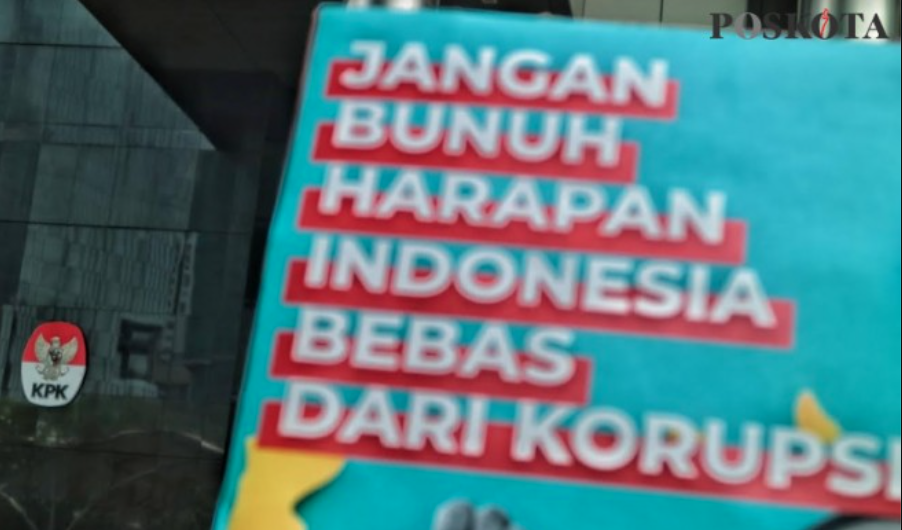 POSKOTA
JANGAN
BUNUH
HARAPAN
INDONESIA
BEBAS
DARI KORUPSI
KPK